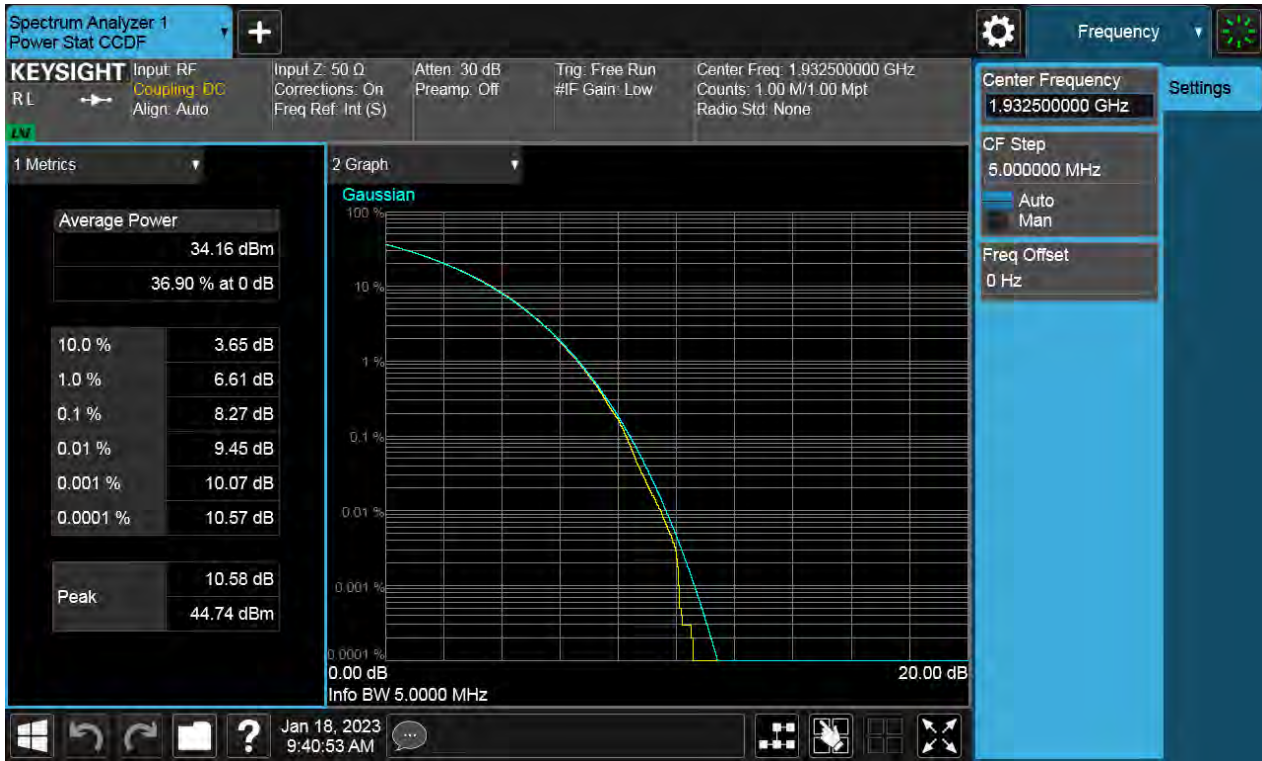 Spectrum Analyzer 1
Power Stat CCDF
+
Frequency
KEYSIGHT
RL
LXI
Input: RF
Coupling: DC
Align: Auto
Input Z: 50 Ω
Corrections: On
Freq Ref: Int (S)
Atten: 30 dB
Preamp: Off
Trig: Free Run
#IF Gain: Low
Center Freq: 1.932500000 GHz
Counts: 1.00 M/1.00 Mpt
Radio Std: None
Center Frequency
1.932500000 GHz
Settings
CF Step
5.000000 MHz
Auto
Man
Freq Offset
0 Hz
1 Metrics
Average Power
34.16 dBm
36.90 % at 0 dB
10.0 % 3.65 dB
1.0 % 6.61 dB
0.1 % 8.27 dB
0.01 % 9.45 dB
0.001 % 10.07 dB
0.0001 % 10.57 dB
Peak
10.58 dB
44.74 dBm
2 Graph
Gaussian
100 %
10 %
1 %
0.1 %
0.01 %
0.001 %
0.0001 %
0.00 dB 20.00 dB
Info BW 5.0000 MHz
?
Jan 18, 2023
9:40:53 AM
...